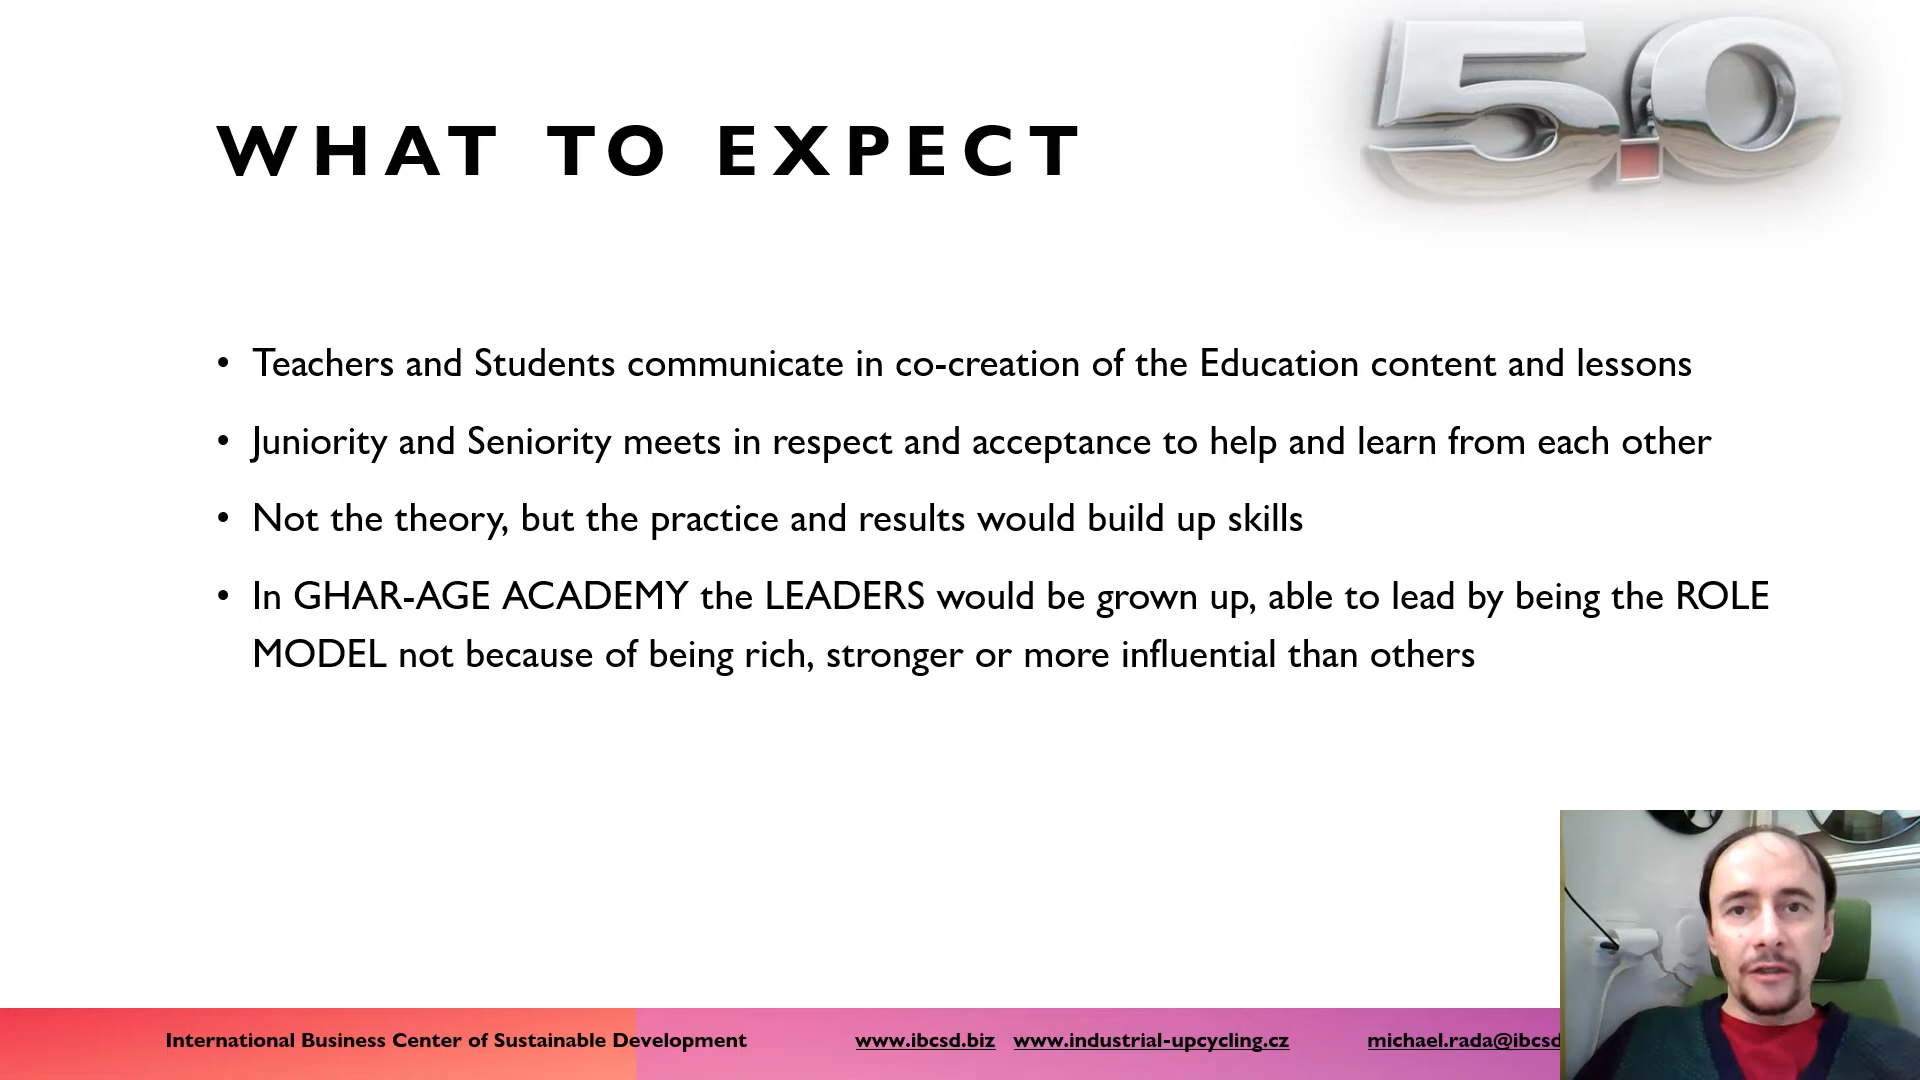 5.0
WHAT TO EXPECT
• Teachers and Students communicate in co-creation of the Education content and lessons
• Juniority and Seniority meets in respect and acceptance to help and learn from each other
• Not the theory, but the practice and results would build up skills
• In GHAR-AGE ACADEMY the LEADERS would be grown up, able to lead by being the ROLE
MODEL not because of being rich, stronger or more influential than others
International Business Center of Sustainable Development www.ibcsd.biz www.industrial-upcycling.cz michael.rada@ibcsd